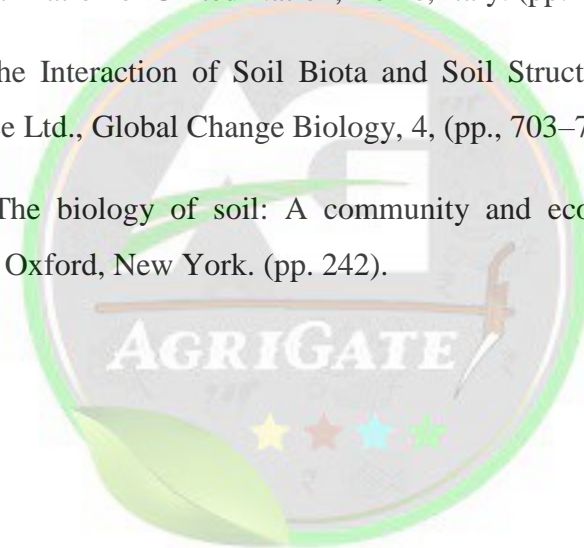 he Interaction of Soil Biota and Soil Struct
e Ltd., Global Change Biology, 4, (pp., 703–7
The biology of soil: A community and eco
Oxford, New York. (pp. 242).
AGRIGATE